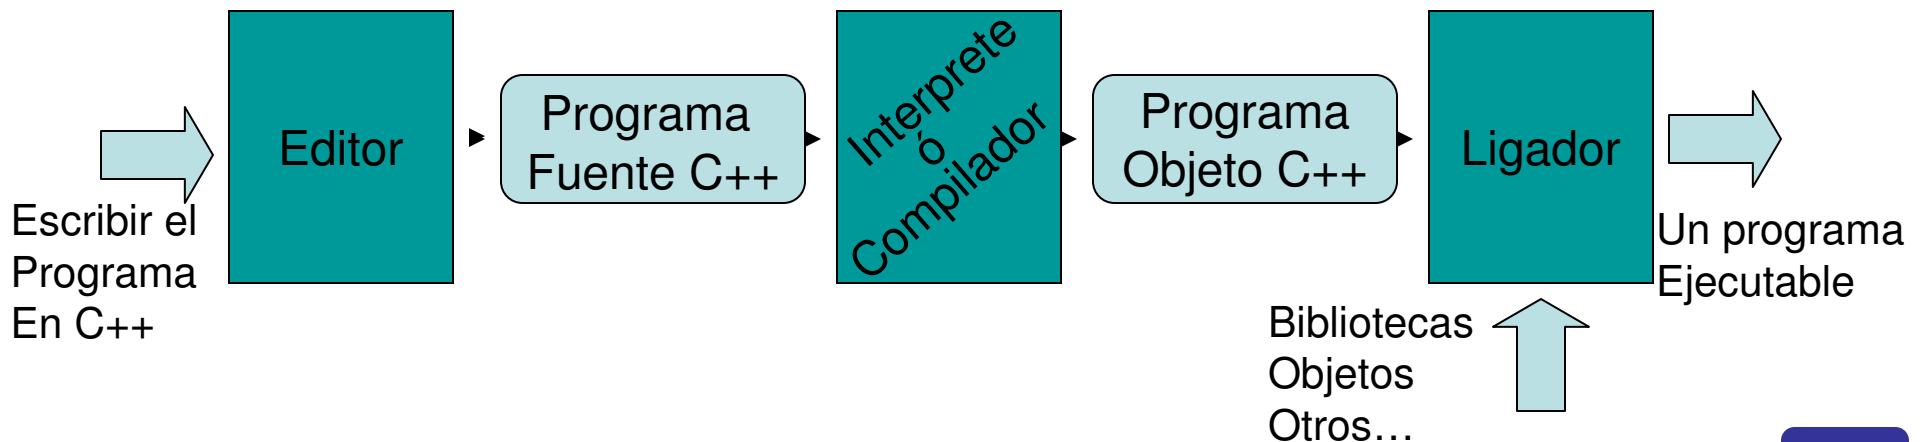 Escribir el
Programa
En C++
Editor
Programa
Fuente C++
Interprete
ó
Compilador
Programa
Objeto C++
Ligador
Bibliotecas
Objetos
Otros…
Un programa
Ejecutable